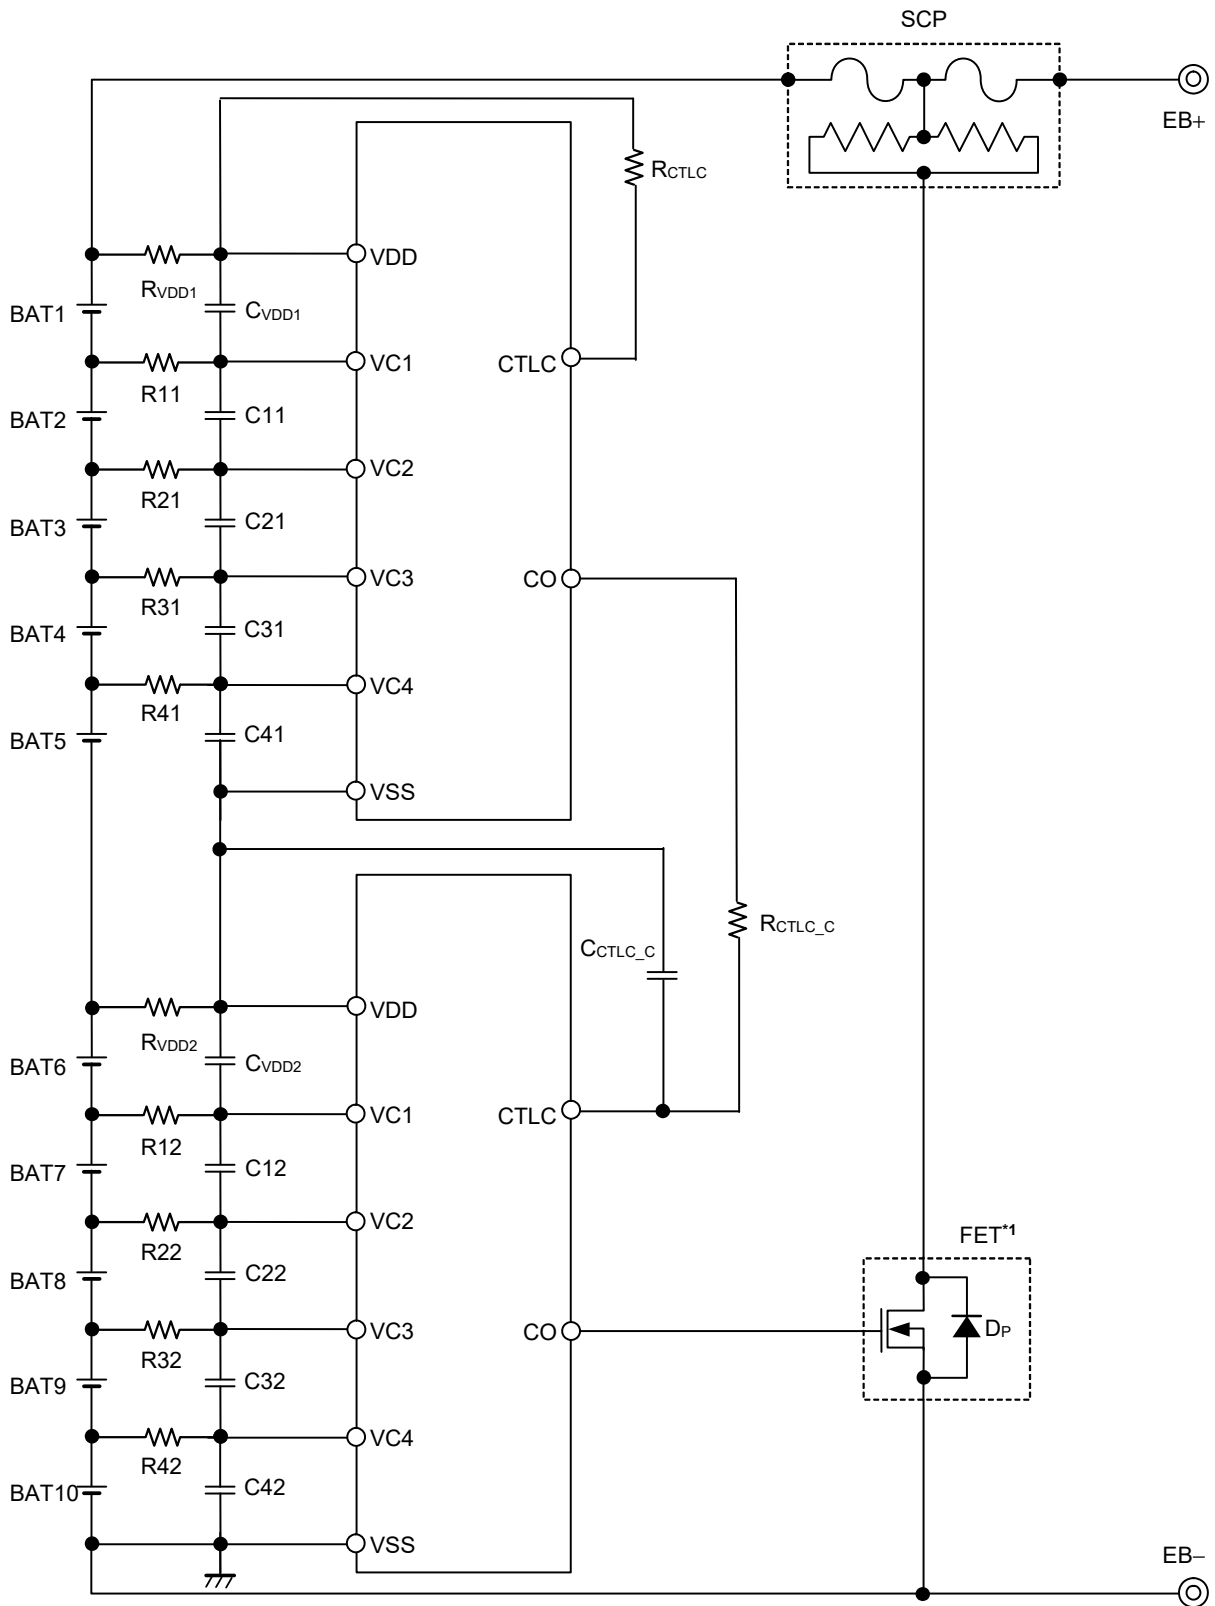 SCP
EB+
RCTLC
VDD
RVDD1
BAT1
CVDD1
VC1
CTLC
R11
BAT2
C11
VC2
R21
BAT3
C21
VC3
CO
R31
BAT4
C31
VC4
R41
BAT5
C41
VSS
RCTLC_C
CCTLC_C
VDD
RVDD2
BAT6
CVDD2
VC1
CTLC
R12
BAT7
C12
VC2
FET*1
R22
BAT8
C22
VC3
CO
DP
R32
BAT9
C32
VC4
R42
BAT10
C42
VSS
EB−